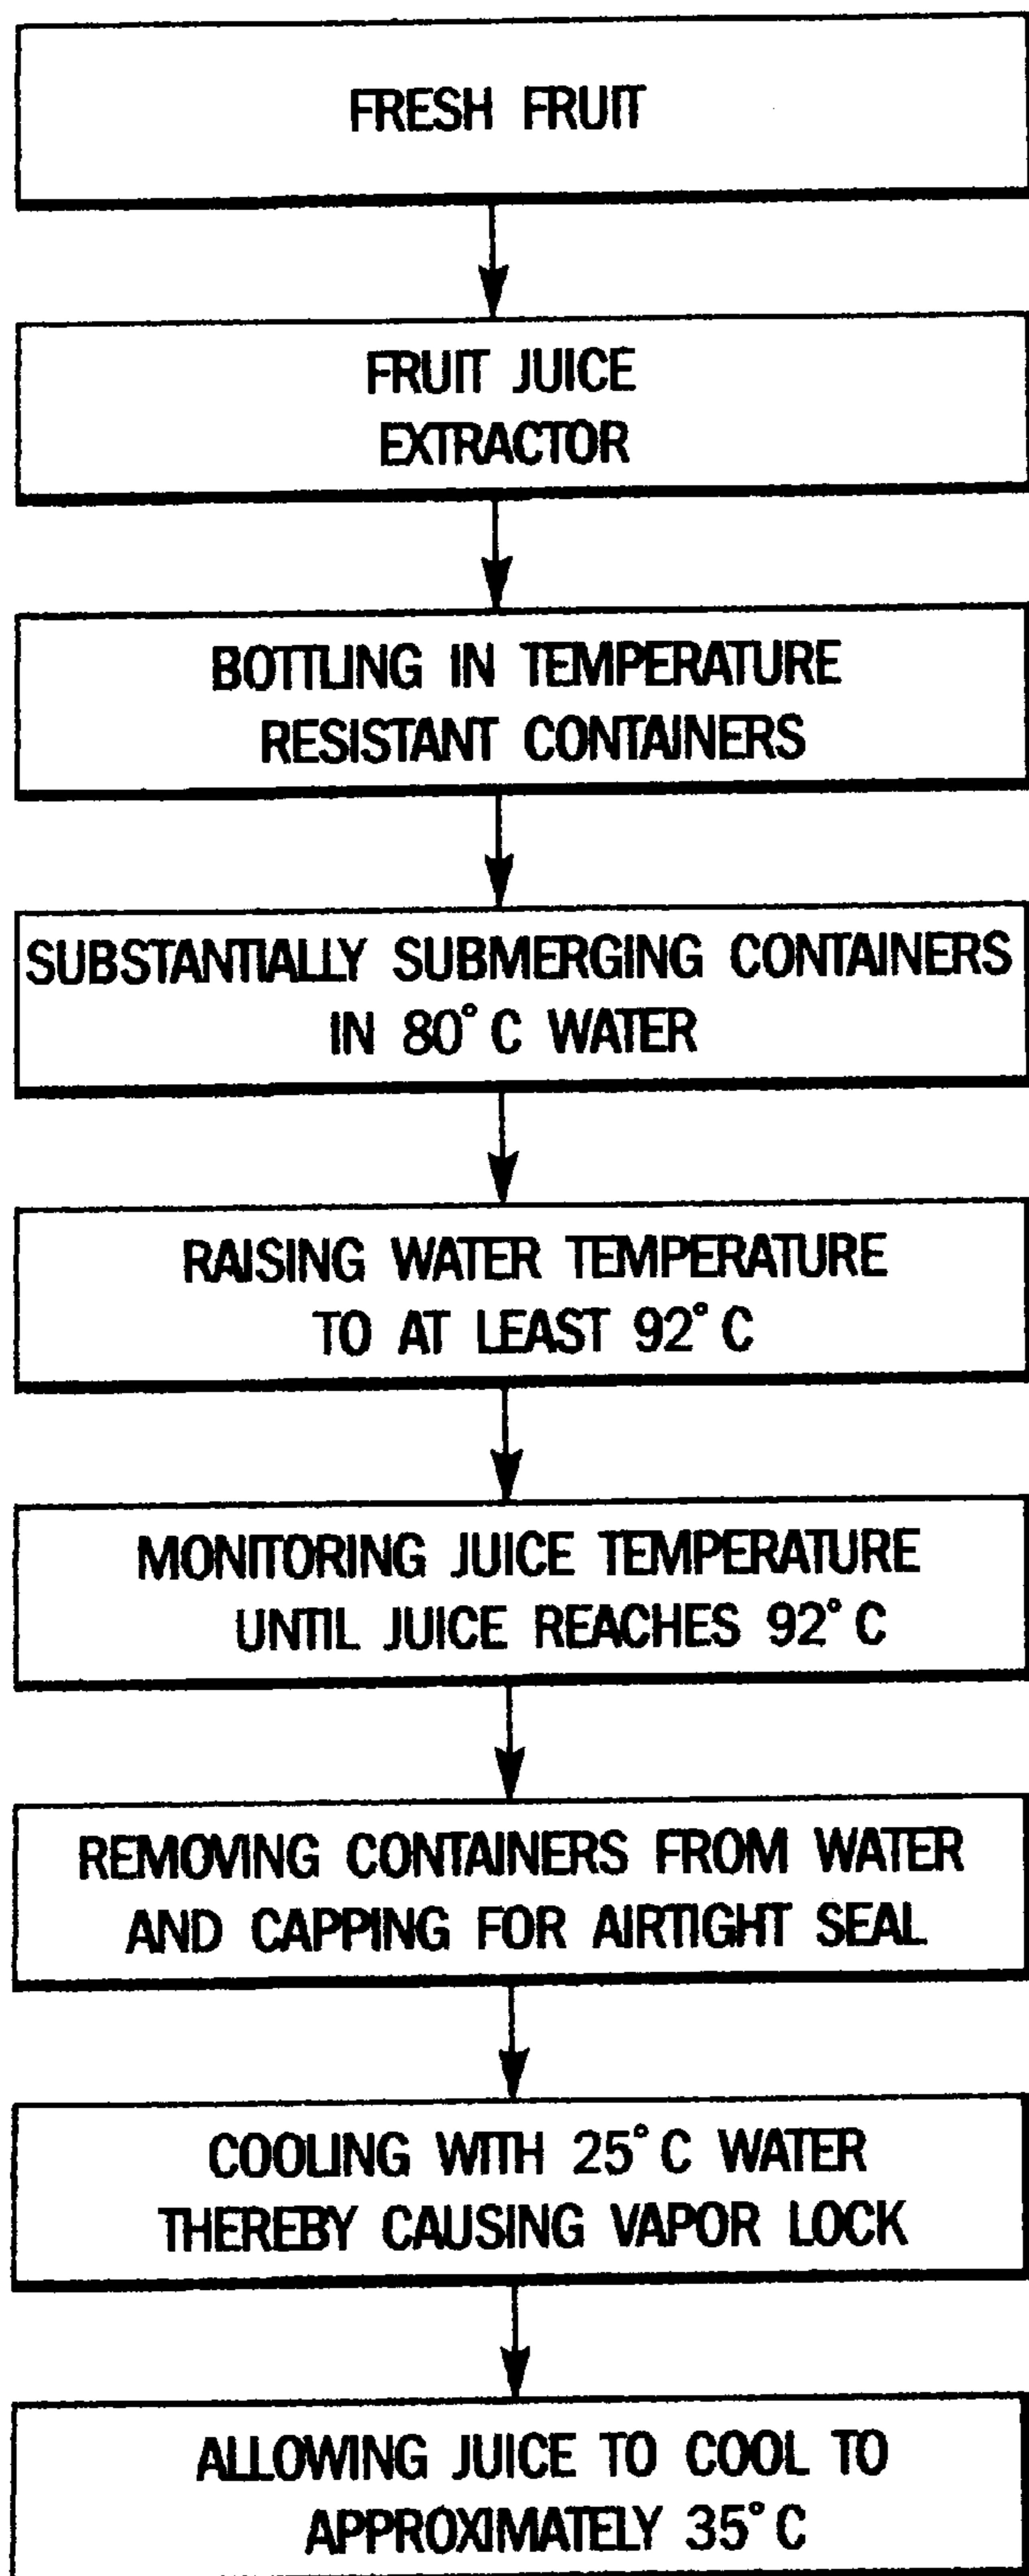 FRESH FRUIT
FRUIT JUICE
EXTRACTOR
BOTTLING IN TEMPERATURE
RESISTANT CONTAINERS
SUBSTANTIALLY SUBMERGING CONTAINERS
IN 80°C WATER
RAISING WATER TEMPERATURE
TO AT LEAST 92°C
MONITORING JUICE TEMPERATURE
UNTIL JUICE REACHES 92°C
REMOVING CONTAINERS FROM WATER
AND CAPPING FOR AIRTIGHT SEAL
COOLING WITH 25°C WATER
THEREBY CAUSING VAPOR LOCK
ALLOWING JUICE TO COOL TO
APPROXIMATELY 35°C